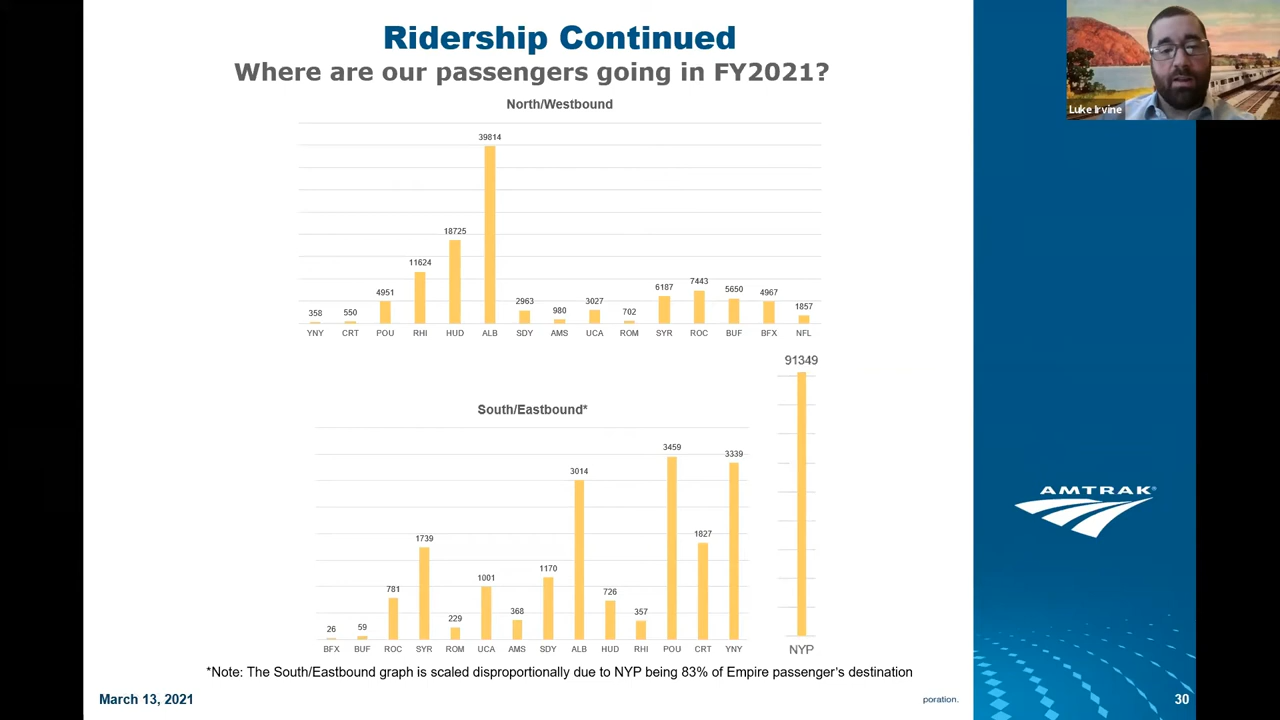 Ridership Continued
Where are our passengers going in FY2021?
Luke Irvine
North/Westbound
358 550 4951 11624 18725 39814 2963 980 3027 702 6187 7443 5650 4967 1857
YNY CRT POU RHI HUD ALB SDY AMS UCA ROM SYR ROC BUF BFX NFL
South/Eastbound*
26 59 781 1739 229 1001 368 1170 3014 726 357 3459 1827 3339
BFX BUF ROC SYR ROM UCA AMS SDY ALB HUD RHI POU CRT YNY
91349
NYP
AMTRAK®
*Note: The South/Eastbound graph is scaled disproportionally due to NYP being 83% of Empire passenger's destination
March 13, 2021
poration.
30